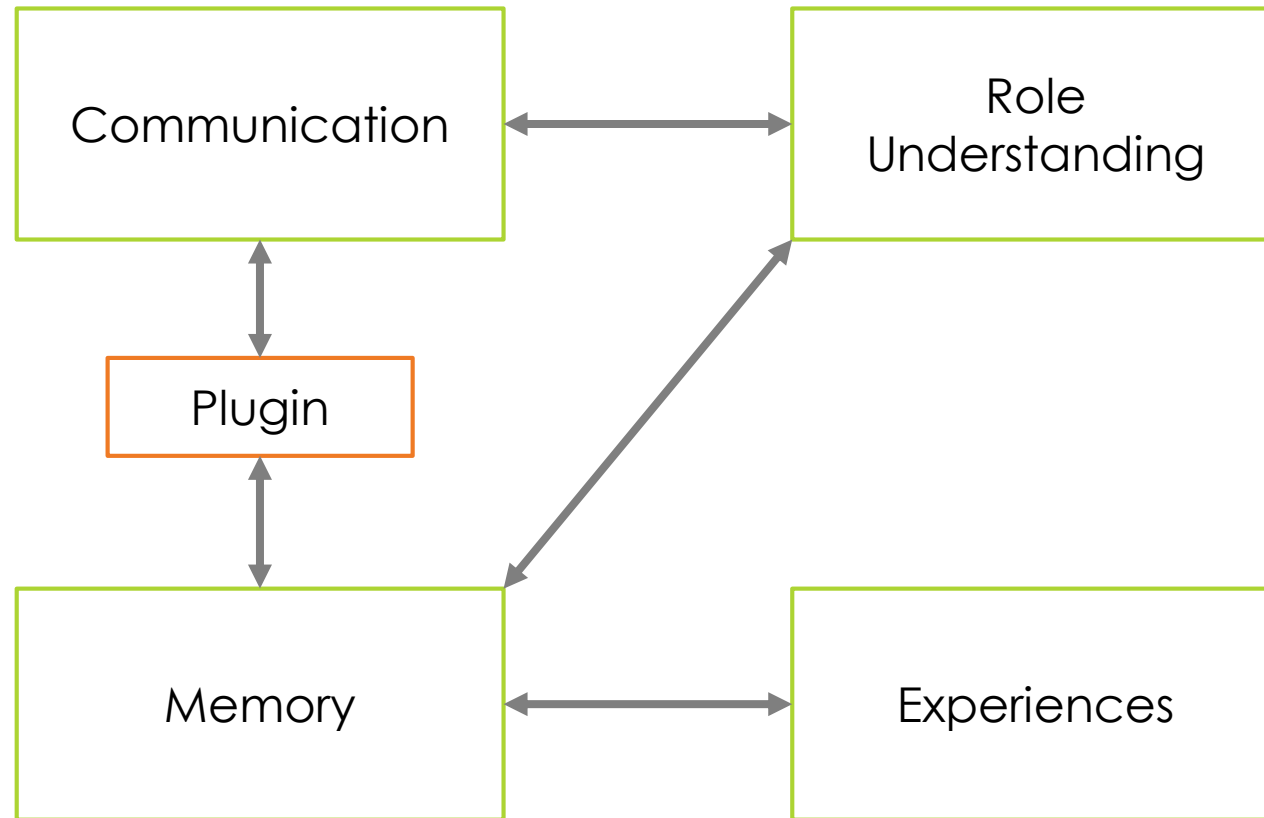 Communication
Role
Understanding
Plugin
Memory
Experiences